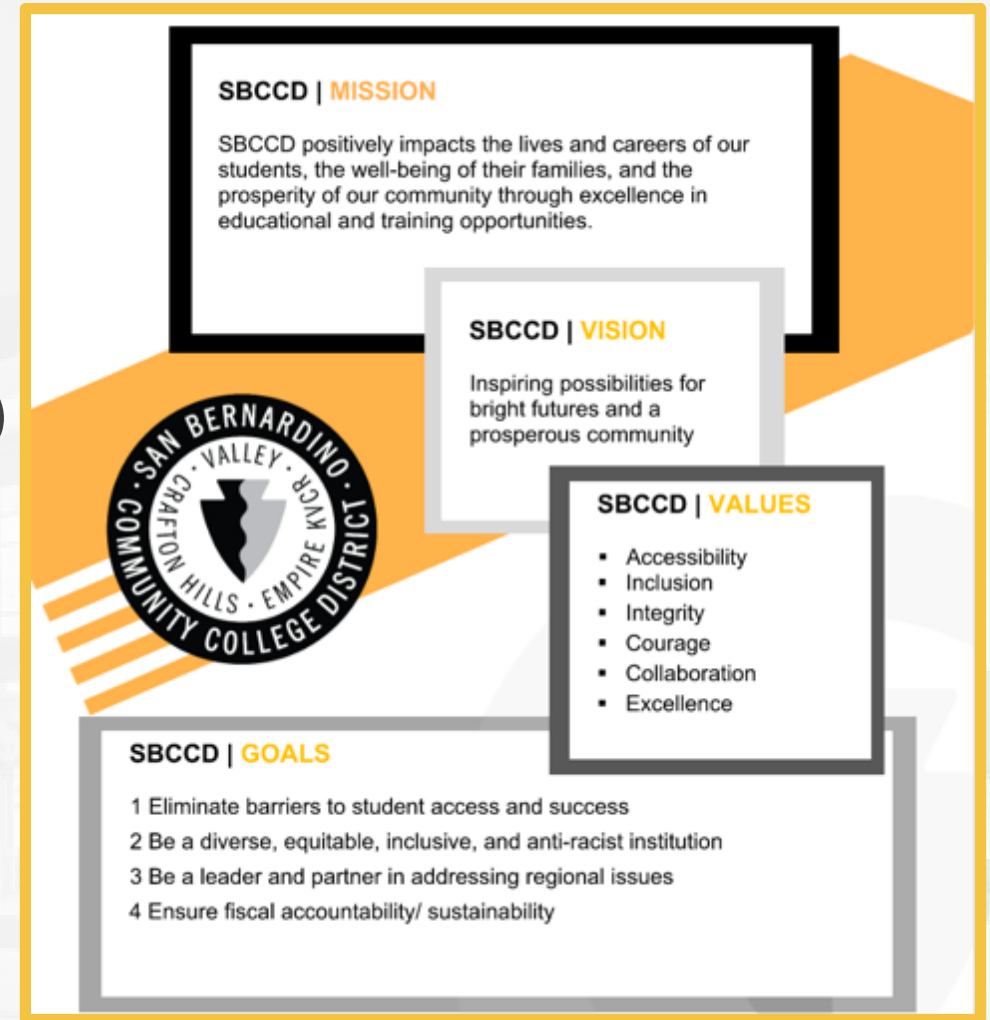 SBCCD | MISSION
SBCCD positively impacts the lives and careers of our
students, the well-being of their families, and the
prosperity of our community through excellence in
educational and training opportunities.
SBCCD | VISION
Inspiring possibilities for
bright futures and a
prosperous community
· SAN BERNARDINO ·
COMMUNITY COLLEGE DISTRICT
· VALLEY ·
CRAFTON HILLS · EMPIRE KVCR
SBCCD | VALUES
▪ Accessibility
▪ Inclusion
▪ Integrity
▪ Courage
▪ Collaboration
▪ Excellence
SBCCD | GOALS
1 Eliminate barriers to student access and success
2 Be a diverse, equitable, inclusive, and anti-racist institution
3 Be a leader and partner in addressing regional issues
4 Ensure fiscal accountability/ sustainability